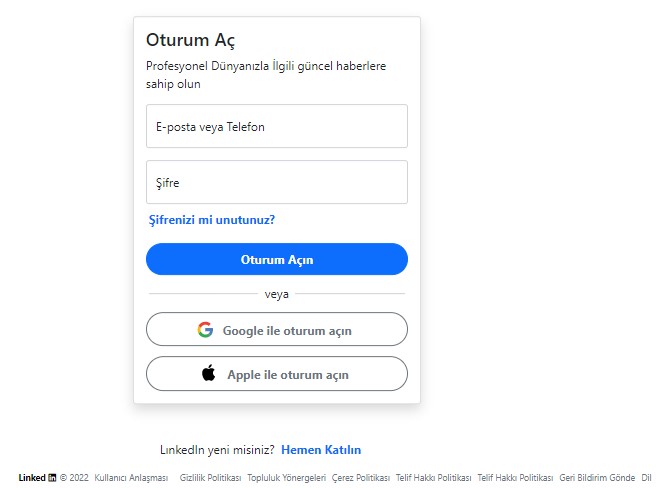 Oturum Aç
Profesyonel Dünyanızla İlgili güncel haberlere
sahip olun
E-posta veya Telefon
Şifre
Şifrenizi mi unutunuz?
Oturum Açın
veya
Google ile oturum açın
Apple ile oturum açın
LınkedIn yeni misiniz? Hemen Katılın
Linked in © 2022 Kullanıcı Anlaşması Gizlilik Politikası Topluluk Yönergeleri Çerez Politikası Telif Hakkı Politikası Telif Hakkı Politikası Geri Bildirim Gönde Dil